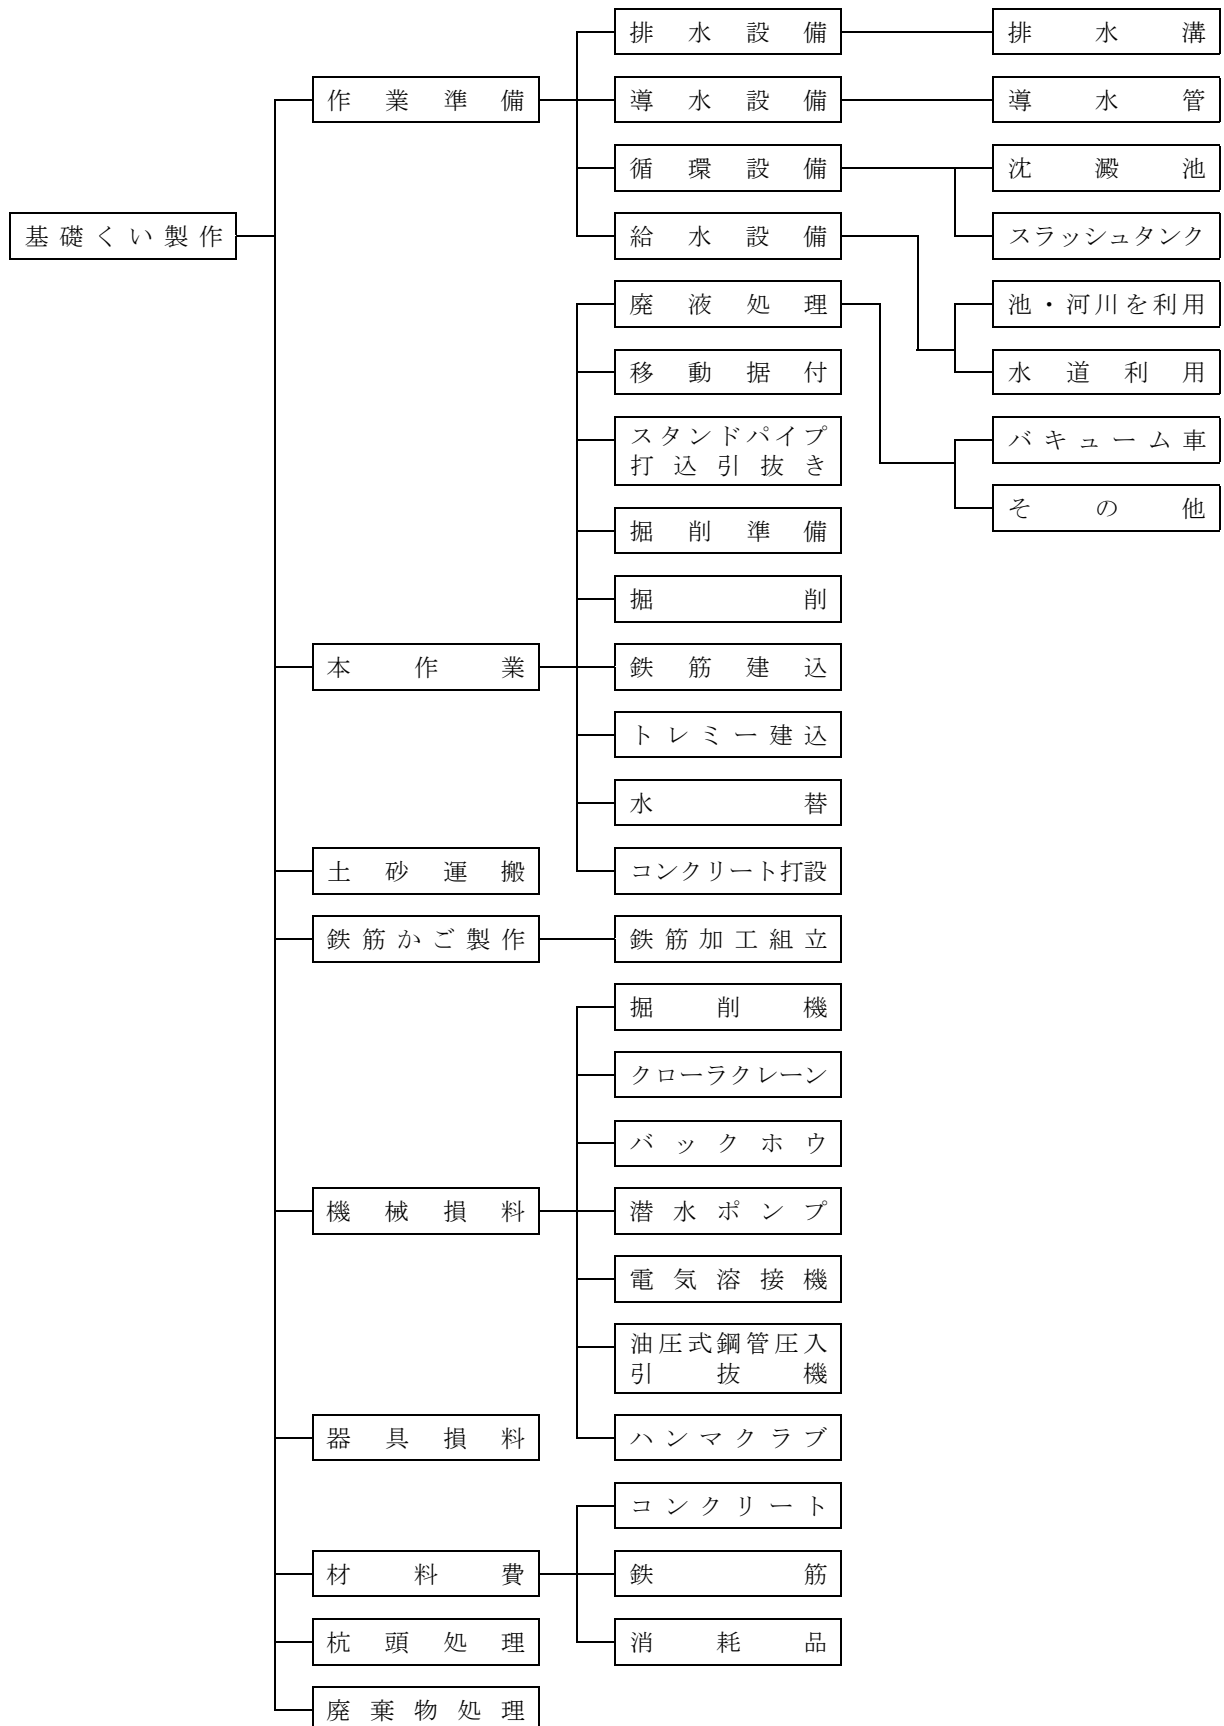 基礎くい製作
作業準備
排水設備
排水溝
導水設備
導水管
循環設備
沈澱池
スラッシュタンク
給水設備
池・河川を利用
水道利用
本作業
廃液処理
バキューム車
その他
移動据付
スタンドパイプ
打込引抜き
掘削準備
掘削
鉄筋建込
トレミー建込
水替
コンクリート打設
土砂運搬
鉄筋かご製作
鉄筋加工組立
機械損料
掘削機
クローラクレーン
バックホウ
潜水ポンプ
電気溶接機
油圧式鋼管圧入
引抜機
ハンマクラブ
器具損料
材料費
コンクリート
鉄筋
消耗品
杭頭処理
廃棄物処理